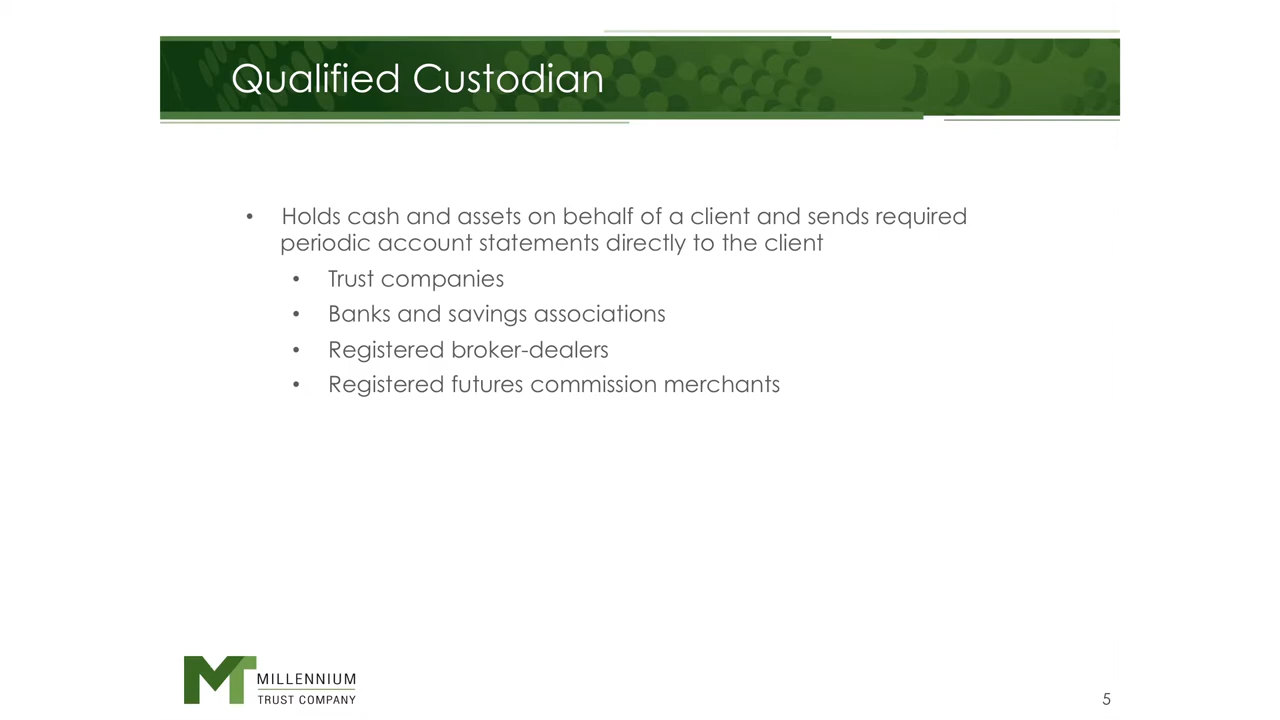 Qualified Custodian
• Holds cash and assets on behalf of a client and sends required
periodic account statements directly to the client
• Trust companies
• Banks and savings associations
• Registered broker-dealers
• Registered futures commission merchants
MT
MILLENNIUM
TRUST COMPANY
5